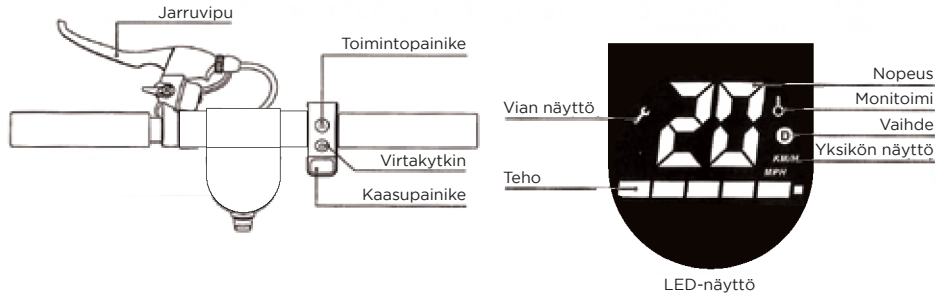 Jarruvipu
Toimintopainike
Virtakytkin
Kaasupainike
Vian näyttö
Teho
20
D
KM/H
MPH
Nopeus
Monitoimi
Vaihde
Yksikön näyttö
LED-näyttö